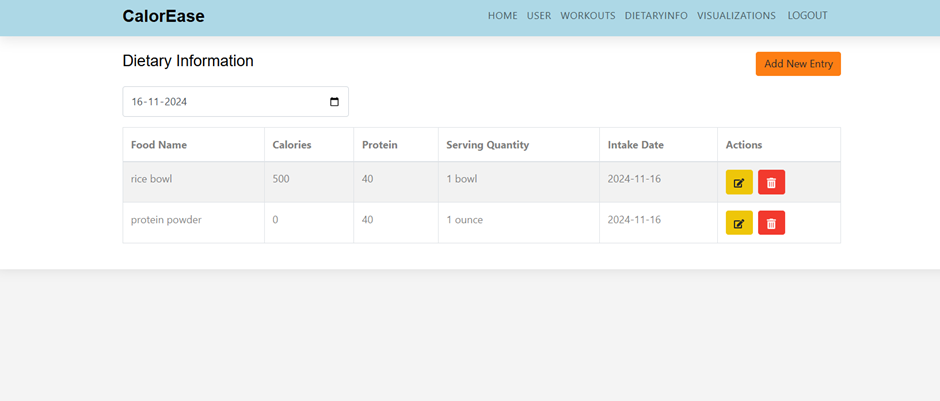 CalorEase HOME USER WORKOUTS DIETARYINFO VISUALIZATIONS LOGOUT
Dietary Information Add New Entry
16-11-2024
Food Name Calories Protein Serving Quantity Intake Date Actions
rice bowl 500 40 1 bowl 2024-11-16
protein powder 0 40 1 ounce 2024-11-16